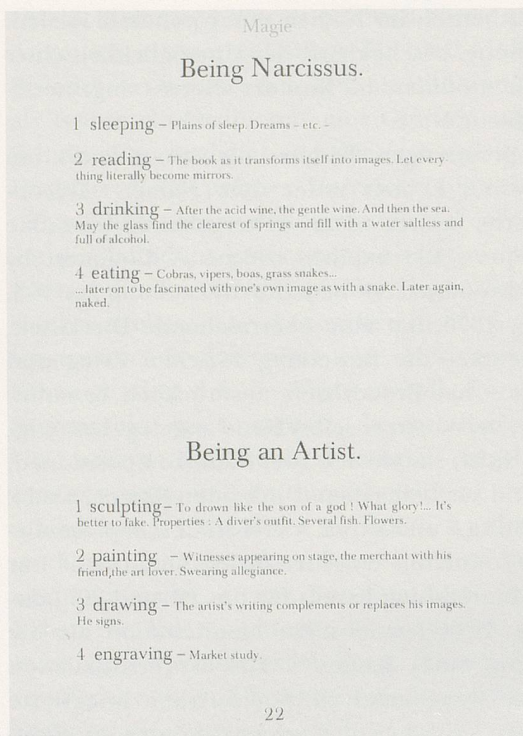 Magie
Being Narcissus.
1 sleeping – Plains of sleep. Dreams – etc. –
2 reading – The book as it transforms itself into images. Let every-
thing literally become mirrors.
3 drinking – After the acid wine, the gentle wine. And then the sea.
May the glass find the clearest of springs and fill with a water saltless and
full of alcohol.
4 eating – Cobras, vipers, boas, grass snakes...
... later on to be fascinated with one's own image as with a snake. Later again,
naked.
Being an Artist.
1 sculpting – To drown like the son of a god ! What glory!... It's
better to fake. Properties : A diver's outfit. Several fish. Flowers.
2 painting – Witnesses appearing on stage, the merchant with his
friend,the art lover. Swearing allegiance.
3 drawing – The artist's writing complements or replaces his images.
He signs.
4 engraving – Market study.
22